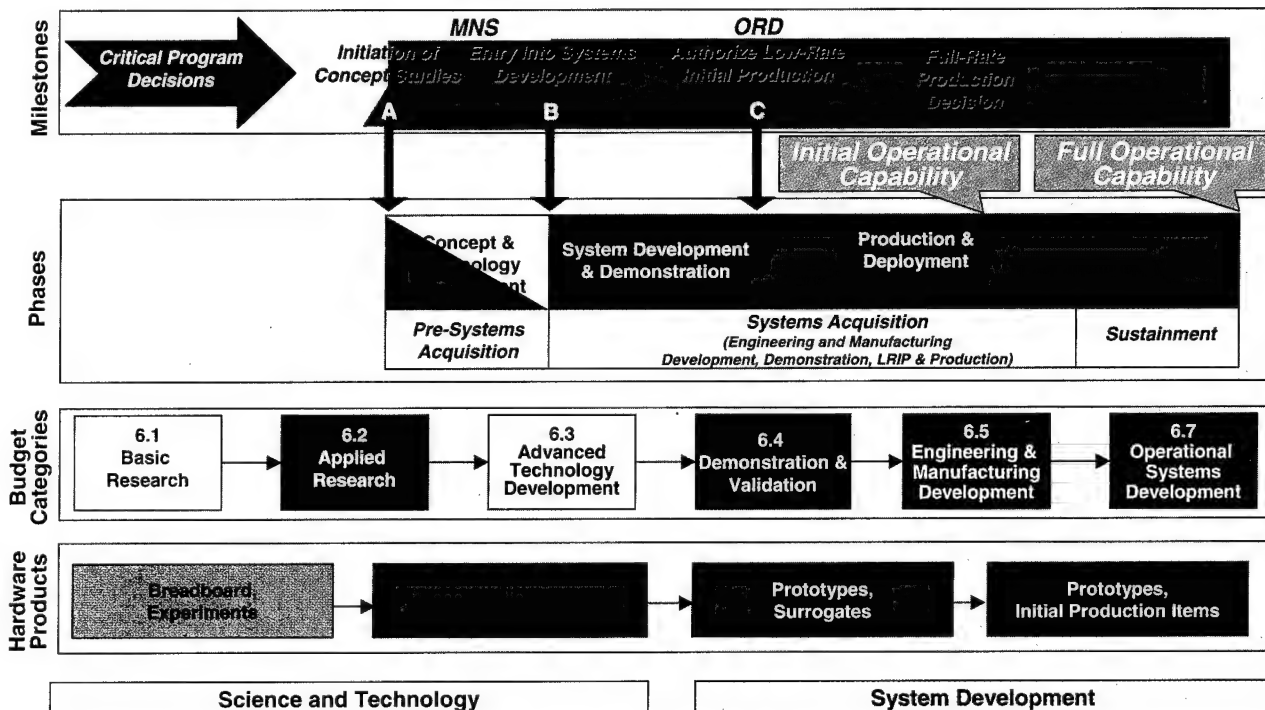 Milestones
Critical Program
Decisions
MNS
ORD
Initiation of
Concept Studies
Entry into Systems
Development
Authorize Low-Rate
Initial Production
Full-Rate
Production
Decision
A
B
C
Initial Operational
Capability
Full Operational
Capability
Phases
Concept &
System Development
& Demonstration
Production &
Deployment
Pre-Systems
Acquisition
Systems Acquisition
(Engineering and Manufacturing
Development, Demonstration, LRIP & Production)
Sustainment
Budget
Categories
6.1
Basic
Research
6.2
Applied
Research
6.3
Advanced
Technology
Development
6.4
Demonstration &
Validation
6.5
Engineering &
Manufacturing
Development
6.7
Operational
Systems
Development
Hardware
Products
Breadboard,
Experiments
Prototypes,
Surrogates
Prototypes,
Initial Production Items
Science and Technology
System Development